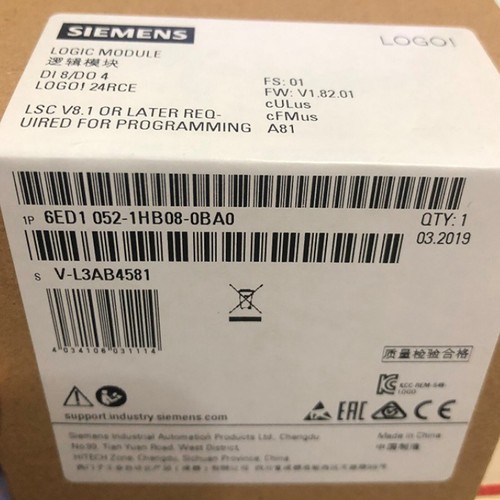 SIEMENS
LOGO!
LOGIC MODULE
逻辑模块
DI 8/DO 4
LOGO! 24RCE
LSC V8.1 OR LATER REQ-
UIRED FOR PROGRAMMING
FS: 01
FW: V1.82.01
cULus
cFMus
A81
1P 6ED1 052-1HB08-0BA0
QTY: 1
03.2019
S V-L3AB4581
4 034106 031114
质量检验合格
support.industry.siemens.com
EAC
Siemens Industrial Automation Products Ltd., Chengdu
No.99, Tian Yuan Road, West District,
HITECH Zone, Chengdu, Sichuan Province, China
Made in China
中国制造